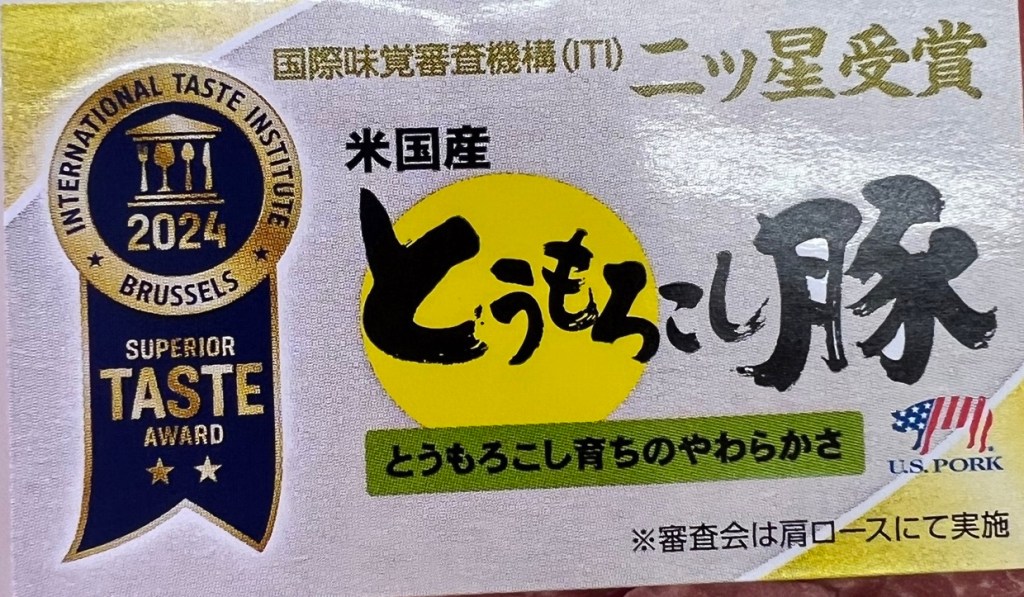 国際味覚審査機構(ITI) 二ツ星受賞
INTERNATIONAL TASTE INSTITUTE
2024
BRUSSELS
SUPERIOR
TASTE
AWARD
米国産
とうもろこし豚
とうもろこし育ちのやわらかさ
U.S. PORK
※審査会は肩ロースにて実施